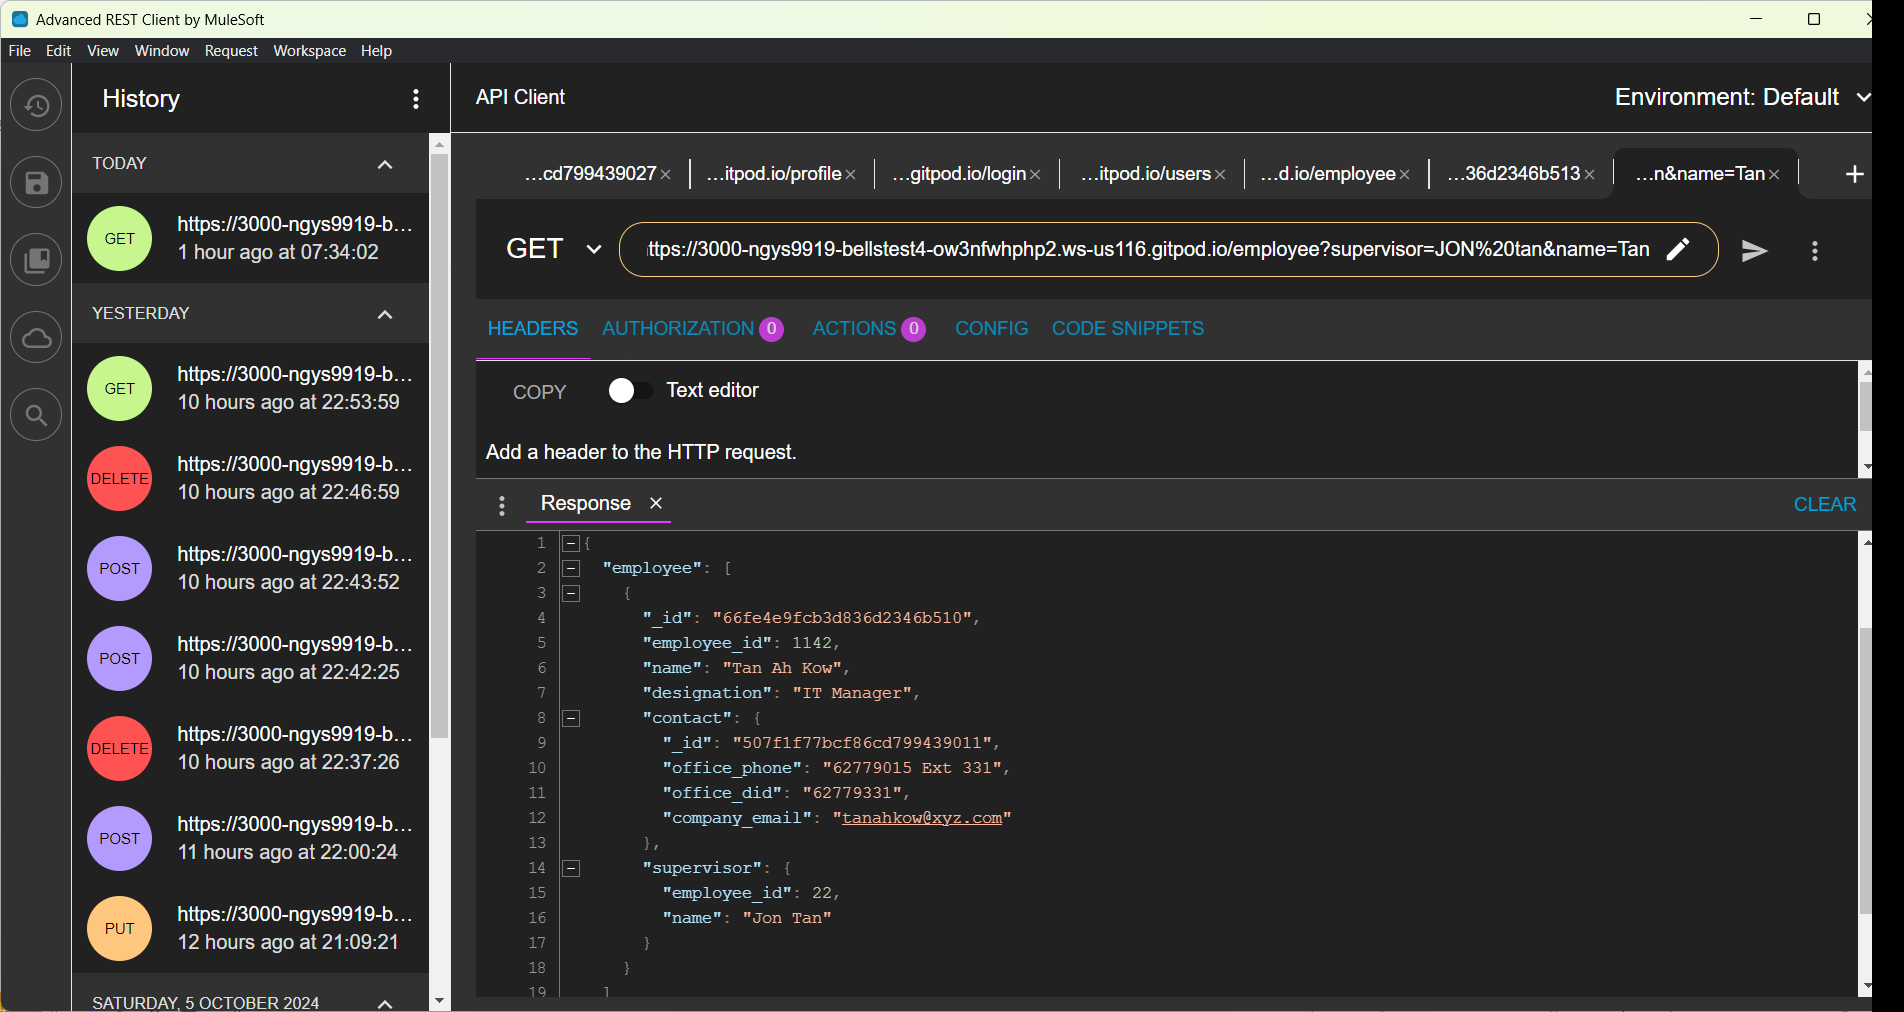 Advanced REST Client by MuleSoft
File Edit View Window Request Workspace Help
History
API Client
Environment: Default
TODAY
GET
https://3000-ngys9919-b...
1 hour ago at 07:34:02
YESTERDAY
GET
https://3000-ngys9919-b...
10 hours ago at 22:53:59
DELETE
https://3000-ngys9919-b...
10 hours ago at 22:46:59
POST
https://3000-ngys9919-b...
10 hours ago at 22:43:52
POST
https://3000-ngys9919-b...
10 hours ago at 22:42:25
DELETE
https://3000-ngys9919-b...
10 hours ago at 22:37:26
POST
https://3000-ngys9919-b...
11 hours ago at 22:00:24
PUT
https://3000-ngys9919-b...
12 hours ago at 21:09:21
SATURDAY, 5 OCTOBER 2024
...cd799439027 ...itpod.io/profile ...gitpod.io/login ...itpod.io/users ...d.io/employee ...36d2346b513 ...n&name=Tan
GET ttps://3000-ngys9919-bellstest4-ow3nfwhphp2.ws-us116.gitpod.io/employee?supervisor=JON%20tan&name=Tan
HEADERS AUTHORIZATION 0 ACTIONS 0 CONFIG CODE SNIPPETS
COPY Text editor
Add a header to the HTTP request.
Response CLEAR
1 {
2 "employee": [
3 {
4 "_id": "66fe4e9fcb3d836d2346b510",
5 "employee_id": 1142,
6 "name": "Tan Ah Kow",
7 "designation": "IT Manager",
8 "contact": {
9 "_id": "507f1f77bcf86cd799439011",
10 "office_phone": "62779015 Ext 331",
11 "office_did": "62779331",
12 "company_email": "tanahkow@xyz.com"
13 },
14 "supervisor": {
15 "employee_id": 22,
16 "name": "Jon Tan"
17 }
18 }
19 ]